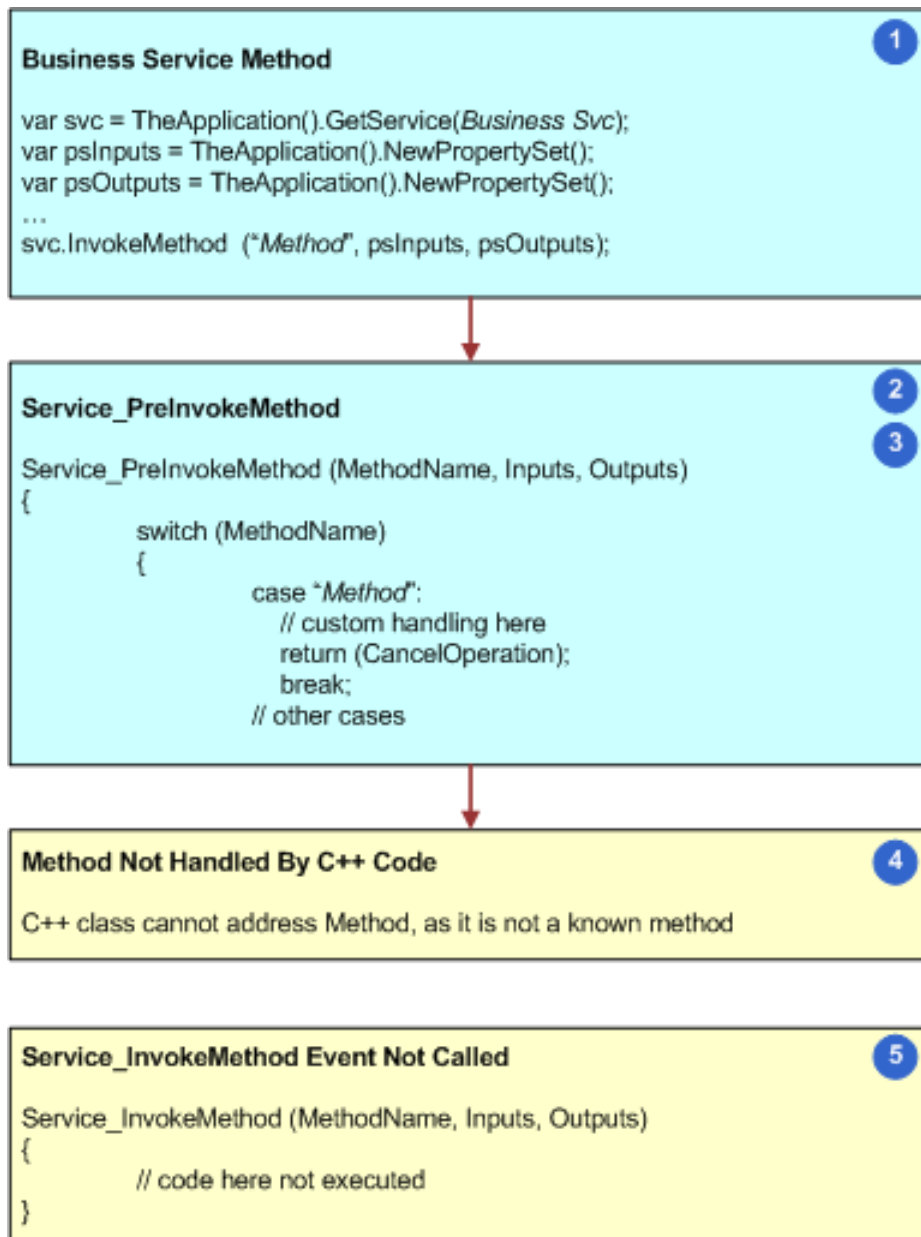 1
Business Service Method
var svc = TheApplication().GetService(Business Svc);
var psInputs = TheApplication().NewPropertySet();
var psOutputs = TheApplication().NewPropertySet();
…
svc.InvokeMethod ("Method", psInputs, psOutputs);
2
Service_PreInvokeMethod
3
Service_PreInvokeMethod (MethodName, Inputs, Outputs)
{
switch (MethodName)
{
case "Method":
// custom handling here
return (CancelOperation);
break;
// other cases
Method Not Handled By C++ Code
4
C++ class cannot address Method, as it is not a known method
Service_InvokeMethod Event Not Called
5
Service_InvokeMethod (MethodName, Inputs, Outputs)
{
// code here not executed
}